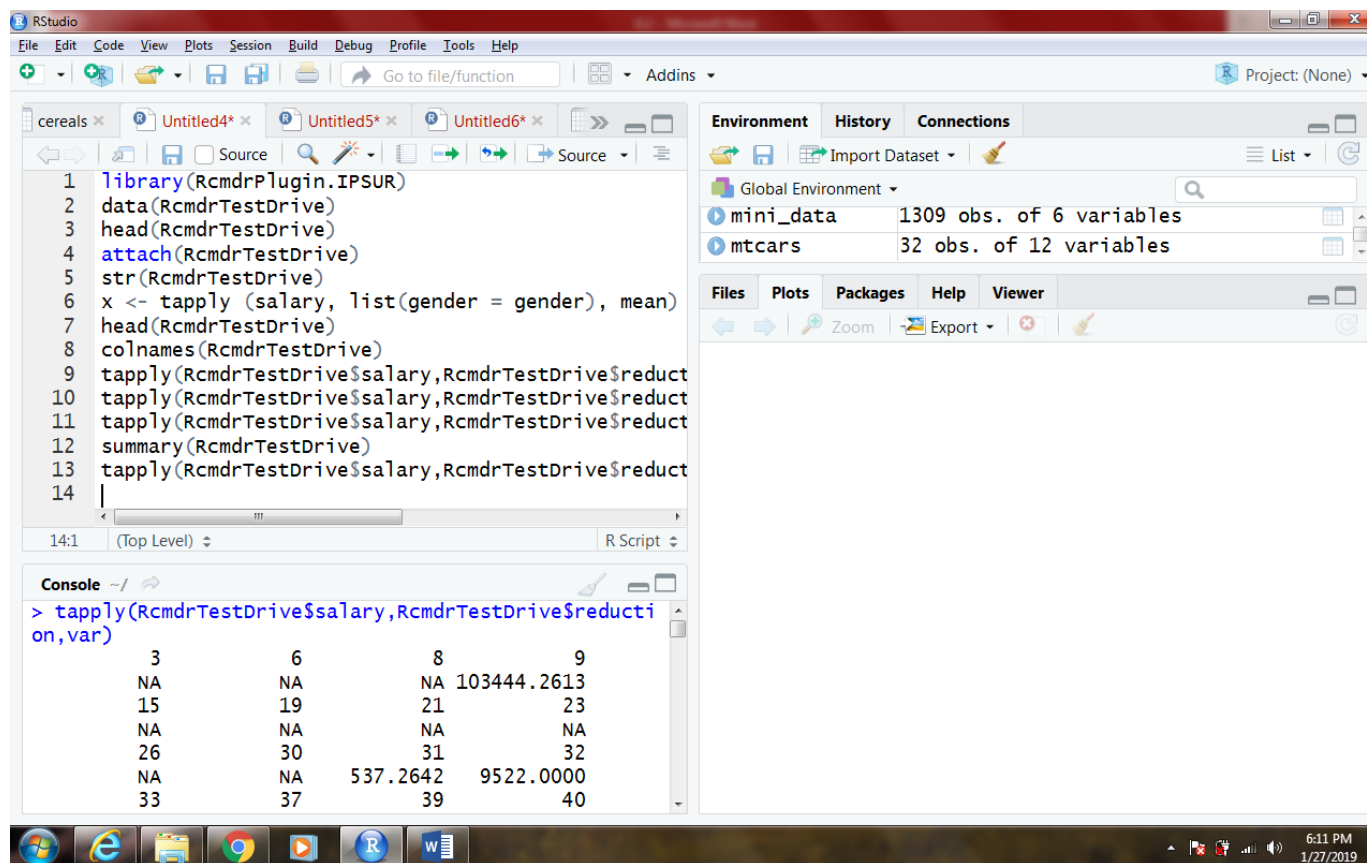 RStudio
File Edit Code View Plots Session Build Debug Profile Tools Help
Go to file/function Addins Project: (None)
cereals Untitled4* Untitled5* Untitled6*
Source Source
1 library(RcmdrPlugin.IPSUR)
2 data(RcmdrTestDrive)
3 head(RcmdrTestDrive)
4 attach(RcmdrTestDrive)
5 str(RcmdrTestDrive)
6 x <- tapply (salary, list(gender = gender), mean)
7 head(RcmdrTestDrive)
8 colnames(RcmdrTestDrive)
9 tapply(RcmdrTestDrive$salary,RcmdrTestDrive$reduct
10 tapply(RcmdrTestDrive$salary,RcmdrTestDrive$reduct
11 tapply(RcmdrTestDrive$salary,RcmdrTestDrive$reduct
12 summary(RcmdrTestDrive)
13 tapply(RcmdrTestDrive$salary,RcmdrTestDrive$reduct
14
14:1 (Top Level) R Script
Console ~/
> tapply(RcmdrTestDrive$salary,RcmdrTestDrive$reducti
on,var)
3 6 8 9
NA NA NA 103444.2613
15 19 21 23
NA NA NA NA
26 30 31 32
NA NA 537.2642 9522.0000
33 37 39 40
Environment History Connections
Import Dataset List
Global Environment
mini_data 1309 obs. of 6 variables
mtcars 32 obs. of 12 variables
Files Plots Packages Help Viewer
Zoom Export
6:11 PM
1/27/2019